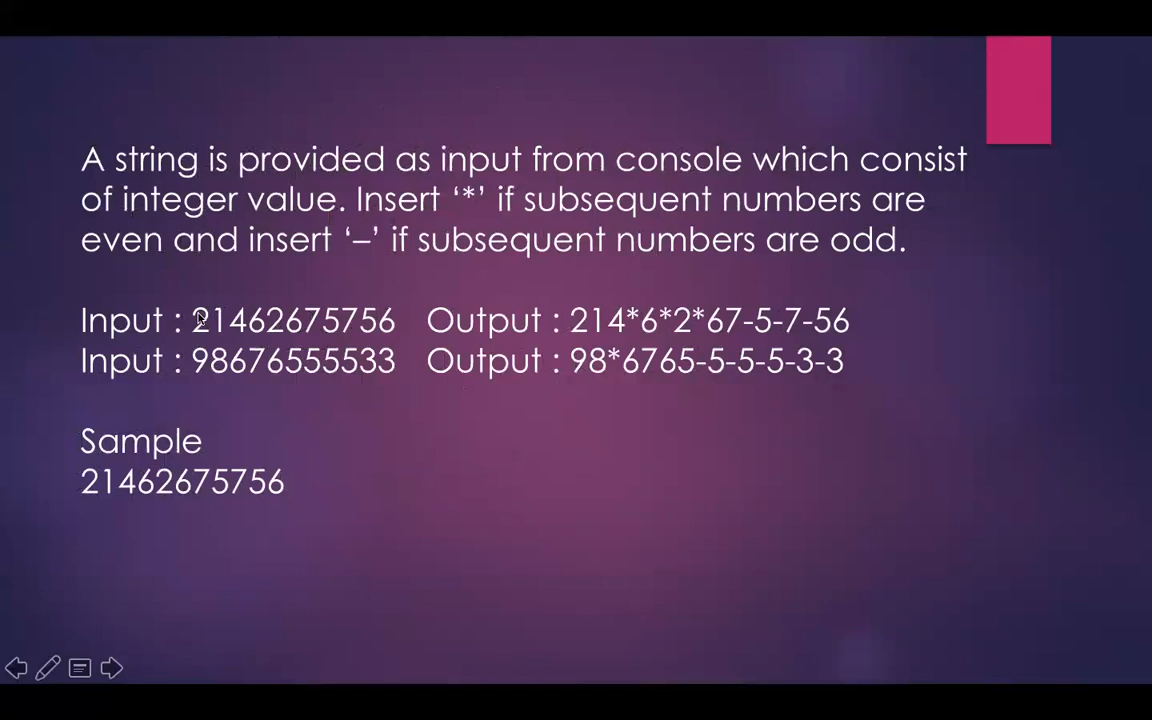 A string is provided as input from console which consist
of integer value. Insert ‘*’ if subsequent numbers are
even and insert ‘–’ if subsequent numbers are odd.
Input : 21462675756 Output : 214*6*2*67-5-7-56
Input : 98676555533 Output : 98*6765-5-5-5-3-3
Sample
21462675756